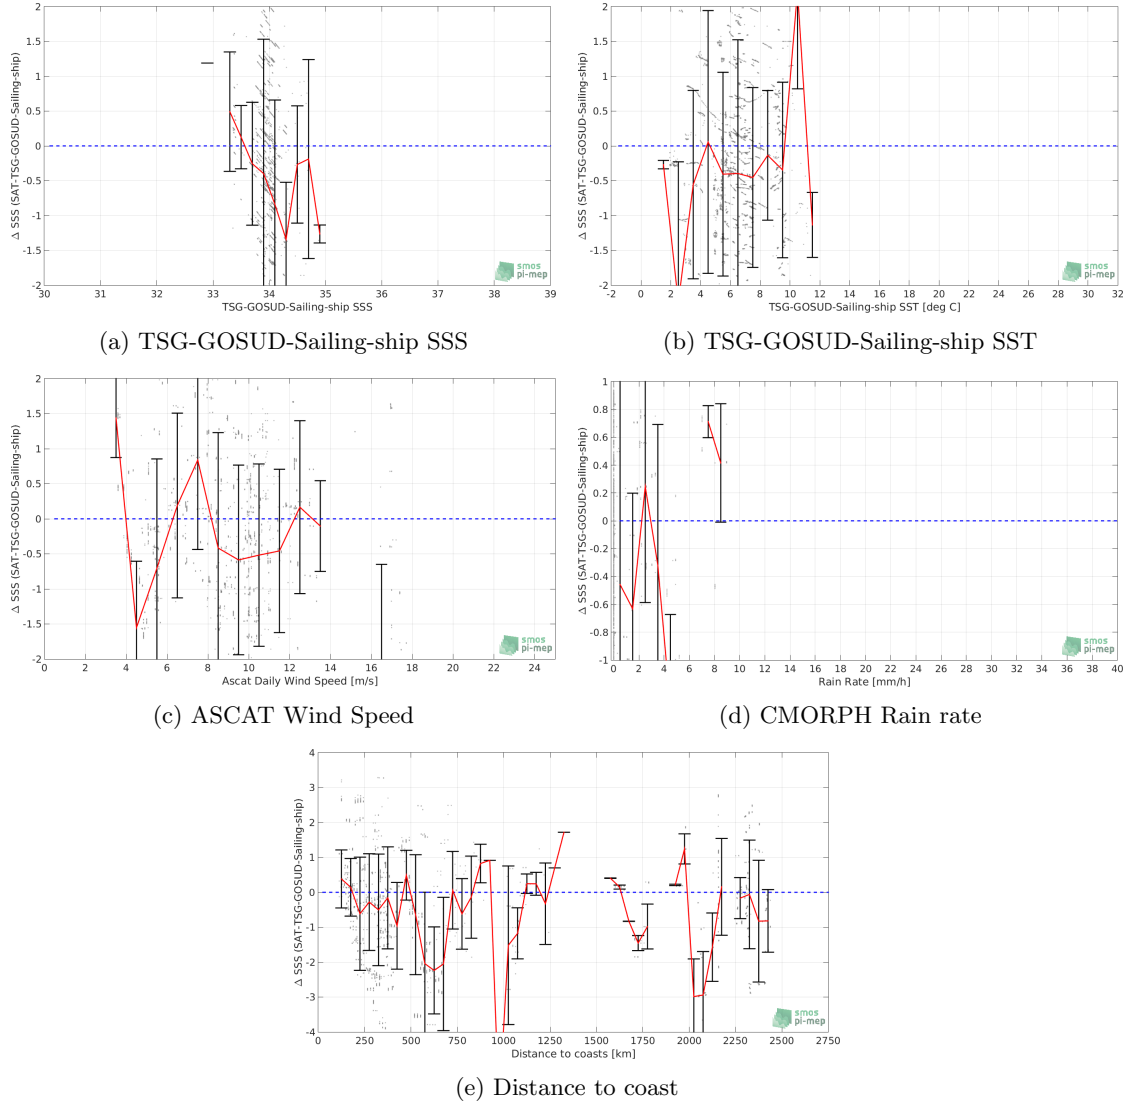 2
1.5
1
0.5
0
-0.5
-1
-1.5
-2
Δ SSS (SAT-TSG-GOSUD-Sailing-ship)
30 31 32 33 34 35 36 37 38 39
TSG-GOSUD-Sailing-ship SSS
smos
pi-mep
(a) TSG-GOSUD-Sailing-ship SSS
2
1.5
1
0.5
0
-0.5
-1
-1.5
-2
Δ SSS (SAT-TSG-GOSUD-Sailing-ship)
-2 0 2 4 6 8 10 12 14 16 18 20 22 24 26 28 30 32
TSG-GOSUD-Sailing-ship SST [deg C]
smos
pi-mep
(b) TSG-GOSUD-Sailing-ship SST
2
1.5
1
0.5
0
-0.5
-1
-1.5
-2
Δ SSS (SAT-TSG-GOSUD-Sailing-ship)
0 2 4 6 8 10 12 14 16 18 20 22 24
Ascat Daily Wind Speed [m/s]
smos
pi-mep
(c) ASCAT Wind Speed
1
0.8
0.6
0.4
0.2
0
-0.2
-0.4
-0.6
-0.8
-1
Δ SSS (SAT-TSG-GOSUD-Sailing-ship)
0 2 4 6 8 10 12 14 16 18 20 22 24 26 28 30 32 34 36 38 40
Rain Rate [mm/h]
smos
pi-mep
(d) CMORPH Rain rate
4
3
2
1
0
-1
-2
-3
-4
Δ SSS (SAT-TSG-GOSUD-Sailing-ship)
0 250 500 750 1000 1250 1500 1750 2000 2250 2500 2750
Distance to coasts [km]
smos
pi-mep
(e) Distance to coast